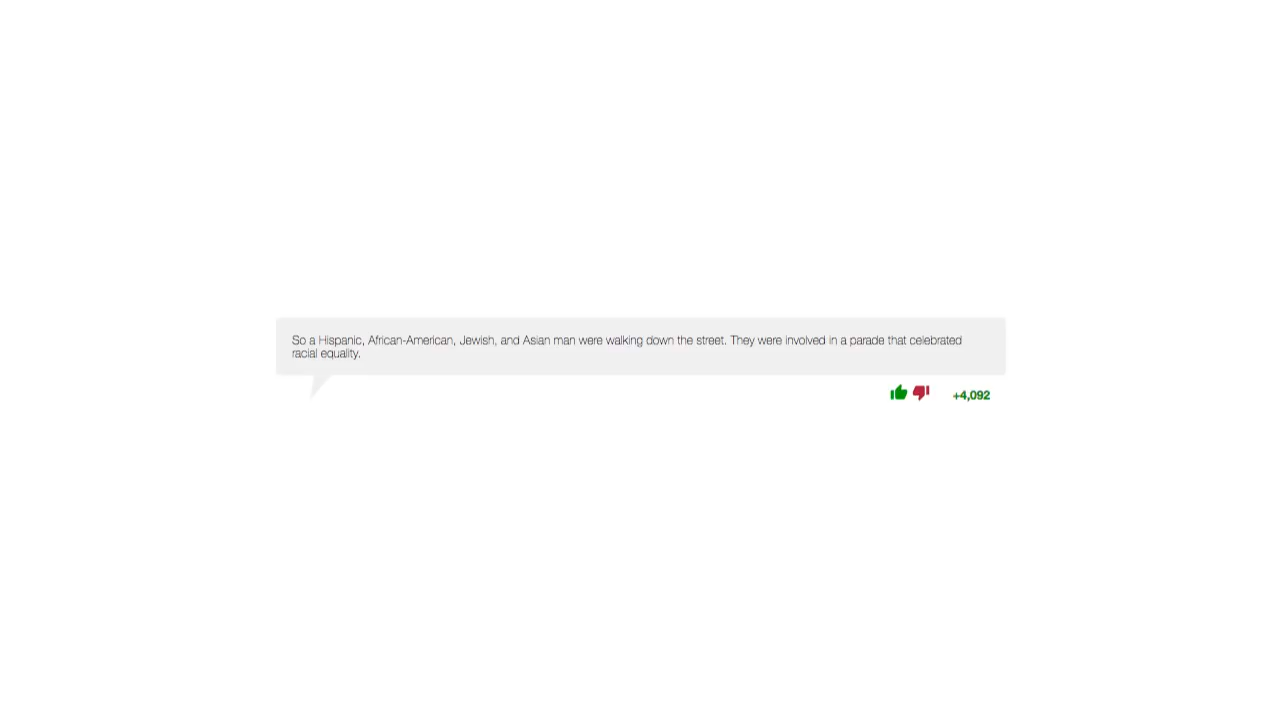 So a Hispanic, African-American, Jewish, and Asian man were walking down the street. They were involved in a parade that celebrated
racial equality.
+4,092